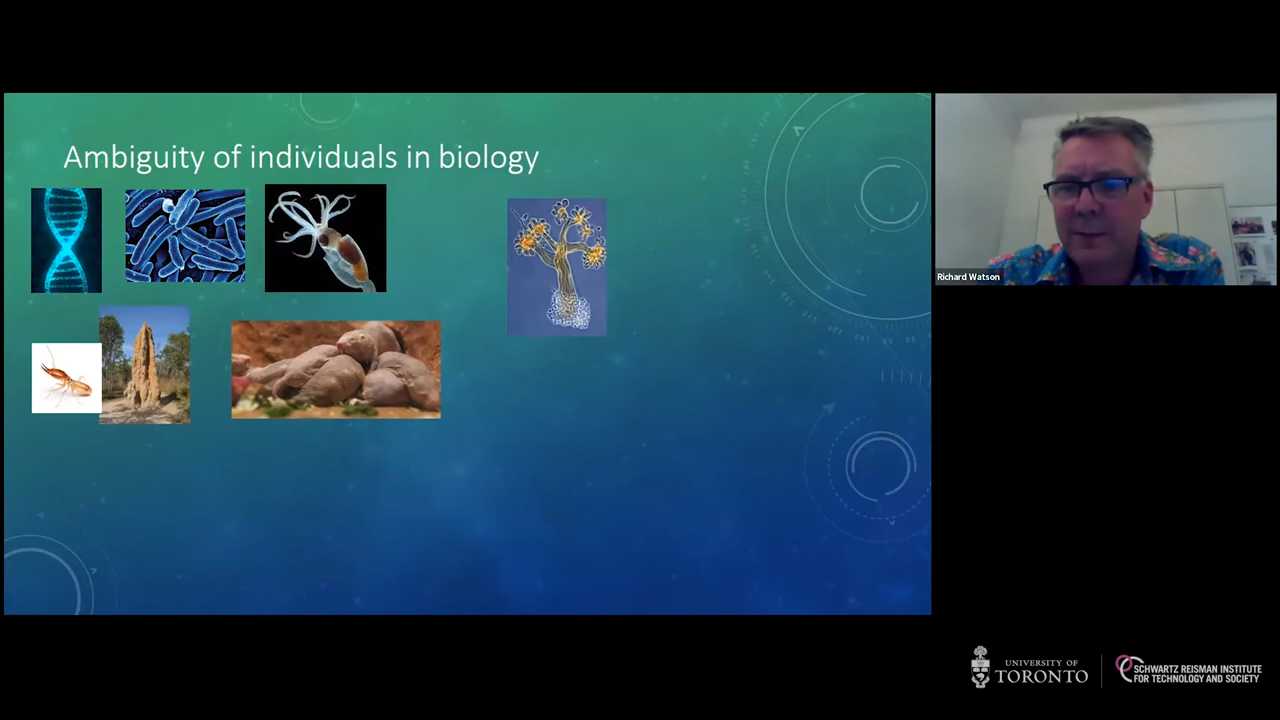 Ambiguity of individuals in biology
Richard Watson
UNIVERSITY OF
TORONTO
SCHWARTZ REISMAN INSTITUTE
FOR TECHNOLOGY AND SOCIETY